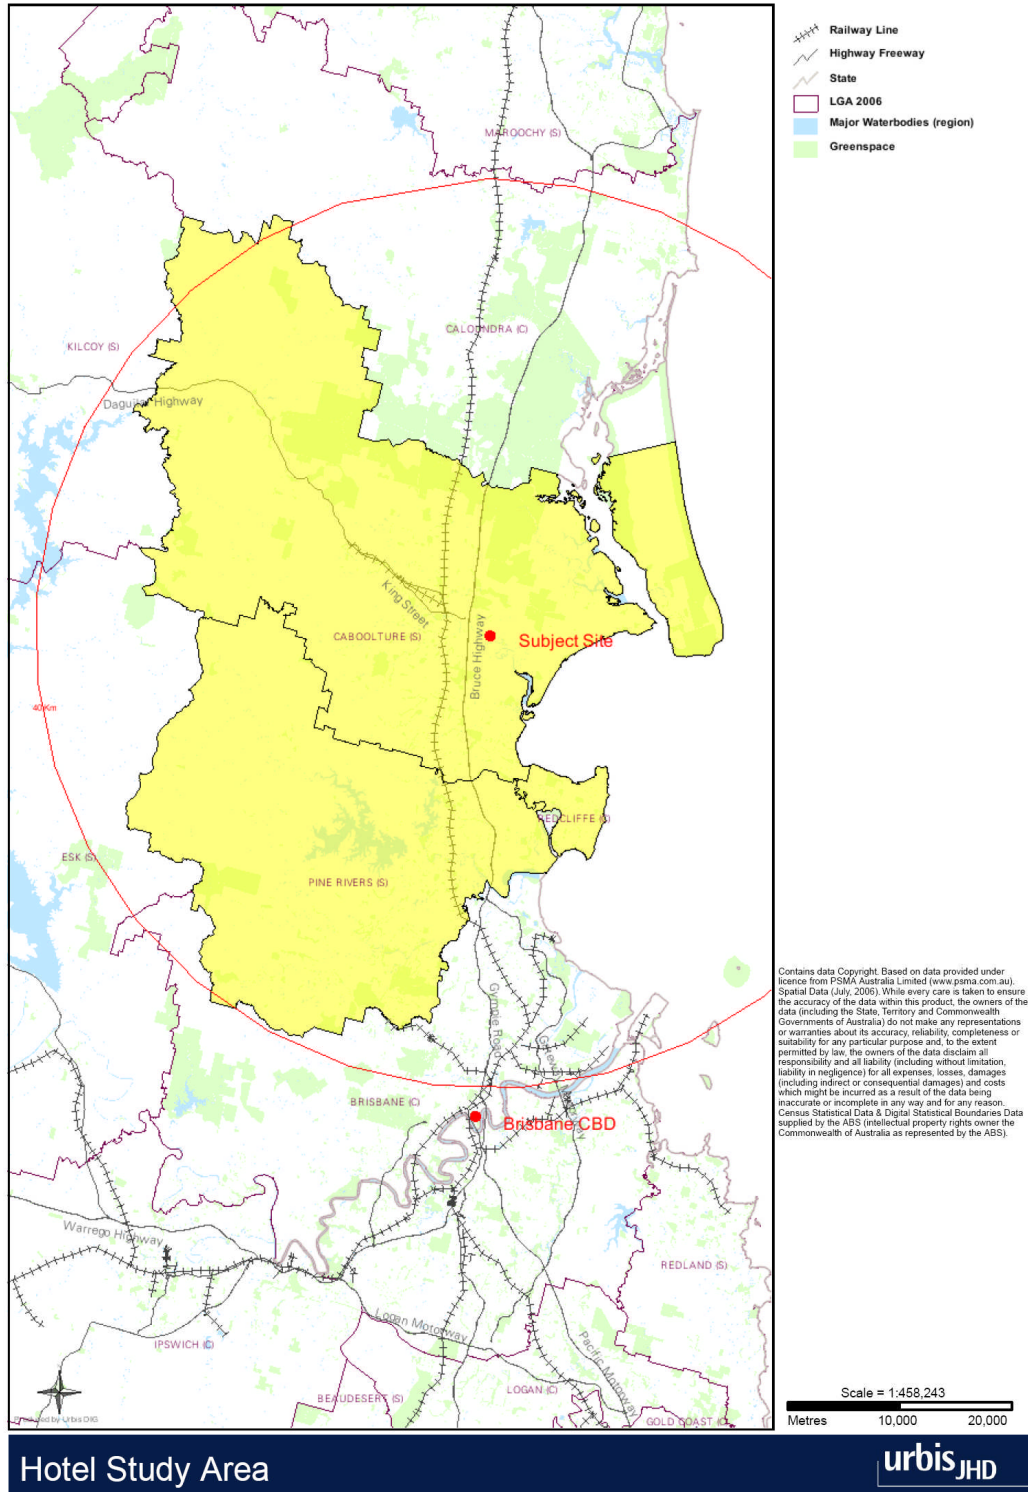 Railway Line
Highway Freeway
State
LGA 2006
Major Waterbodies (region)
Greenspace
MAROOCHY (S)
CALOUNDRA (C)
KILCOY (S)
Daguilar Highway
King Street
CABOOLTURE (S)
Subject Site
Bruce Highway
40 Km
REDCLIFFE (C)
ESK (S)
PINE RIVERS (S)
Gympie Road
BRISBANE (C)
Brisbane CBD
Warrego Highway
REDLAND (S)
Logan Motorway
Pacific Motorway
IPSWICH (C)
BEAUDESERT (S)
LOGAN (C)
GOLD COAST (C)
Produced by Urbis DIG
Contains data Copyright. Based on data provided under
licence from PSMA Australia Limited (www.psma.com.au).
Spatial Data (July, 2006). While every care is taken to ensure
the accuracy of the data within this product, the owners of the
data (including the State, Territory and Commonwealth
Governments of Australia) do not make any representations
or warranties about its accuracy, reliability, completeness or
suitability for any particular purpose and, to the extent
permitted by law, the owners of the data disclaim all
responsibility and all liability (including without limitation,
liability in negligence) for all expenses, losses, damages
(including indirect or consequential damages) and costs
which might be incurred as a result of the data being
inaccurate or incomplete in any way and for any reason.
Census Statistical Data & Digital Statistical Boundaries Data
supplied by the ABS (intellectual property rights owner the
Commonwealth of Australia as represented by the ABS).
Scale = 1:458,243
Metres 10,000 20,000
Hotel Study Area
urbis JHD